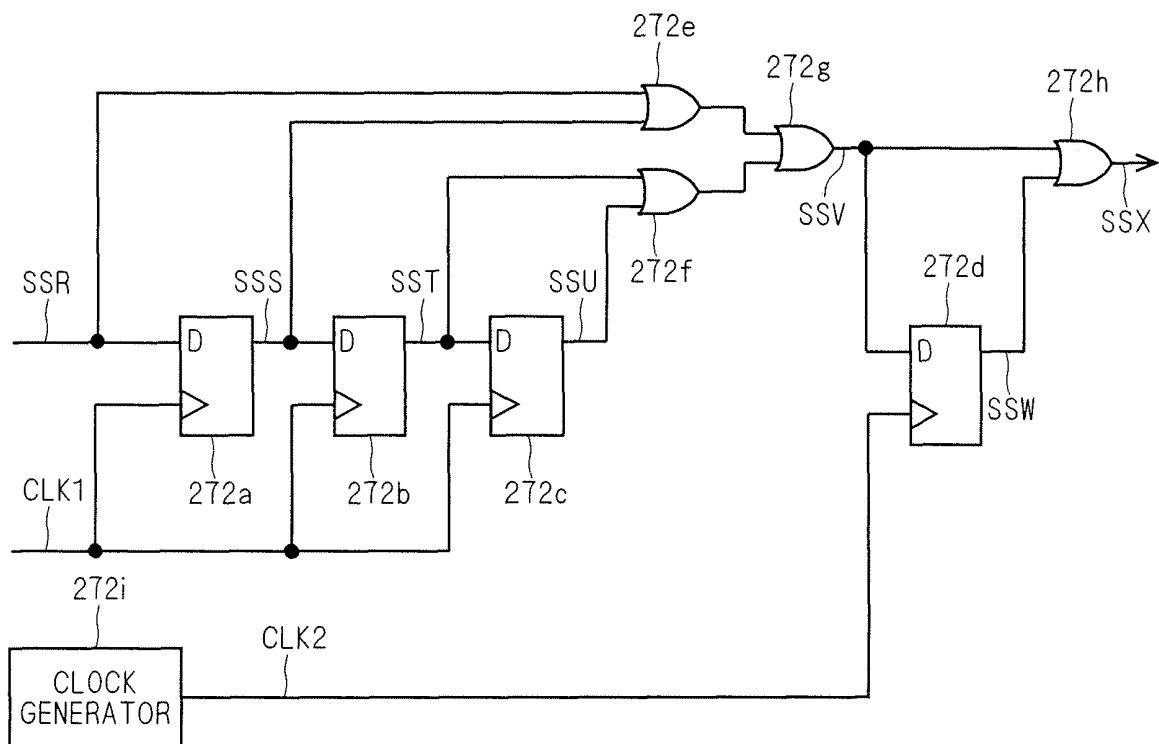 272e
272g
272h
SSV
SSX
272f
272d
SSR
SSS
SST
SSU
D
D
D
D
SSW
CLK1
272a
272b
272c
272i
CLK2
CLOCK
GENERATOR